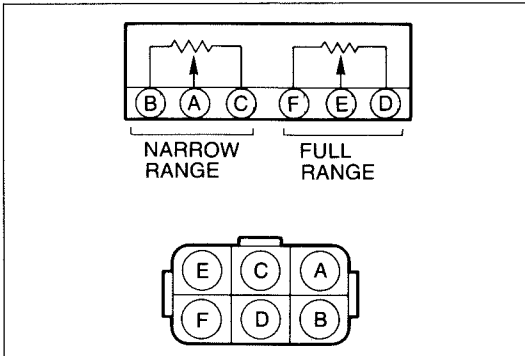 B A C F E D
NARROW RANGE
FULL RANGE
E C A
F D B